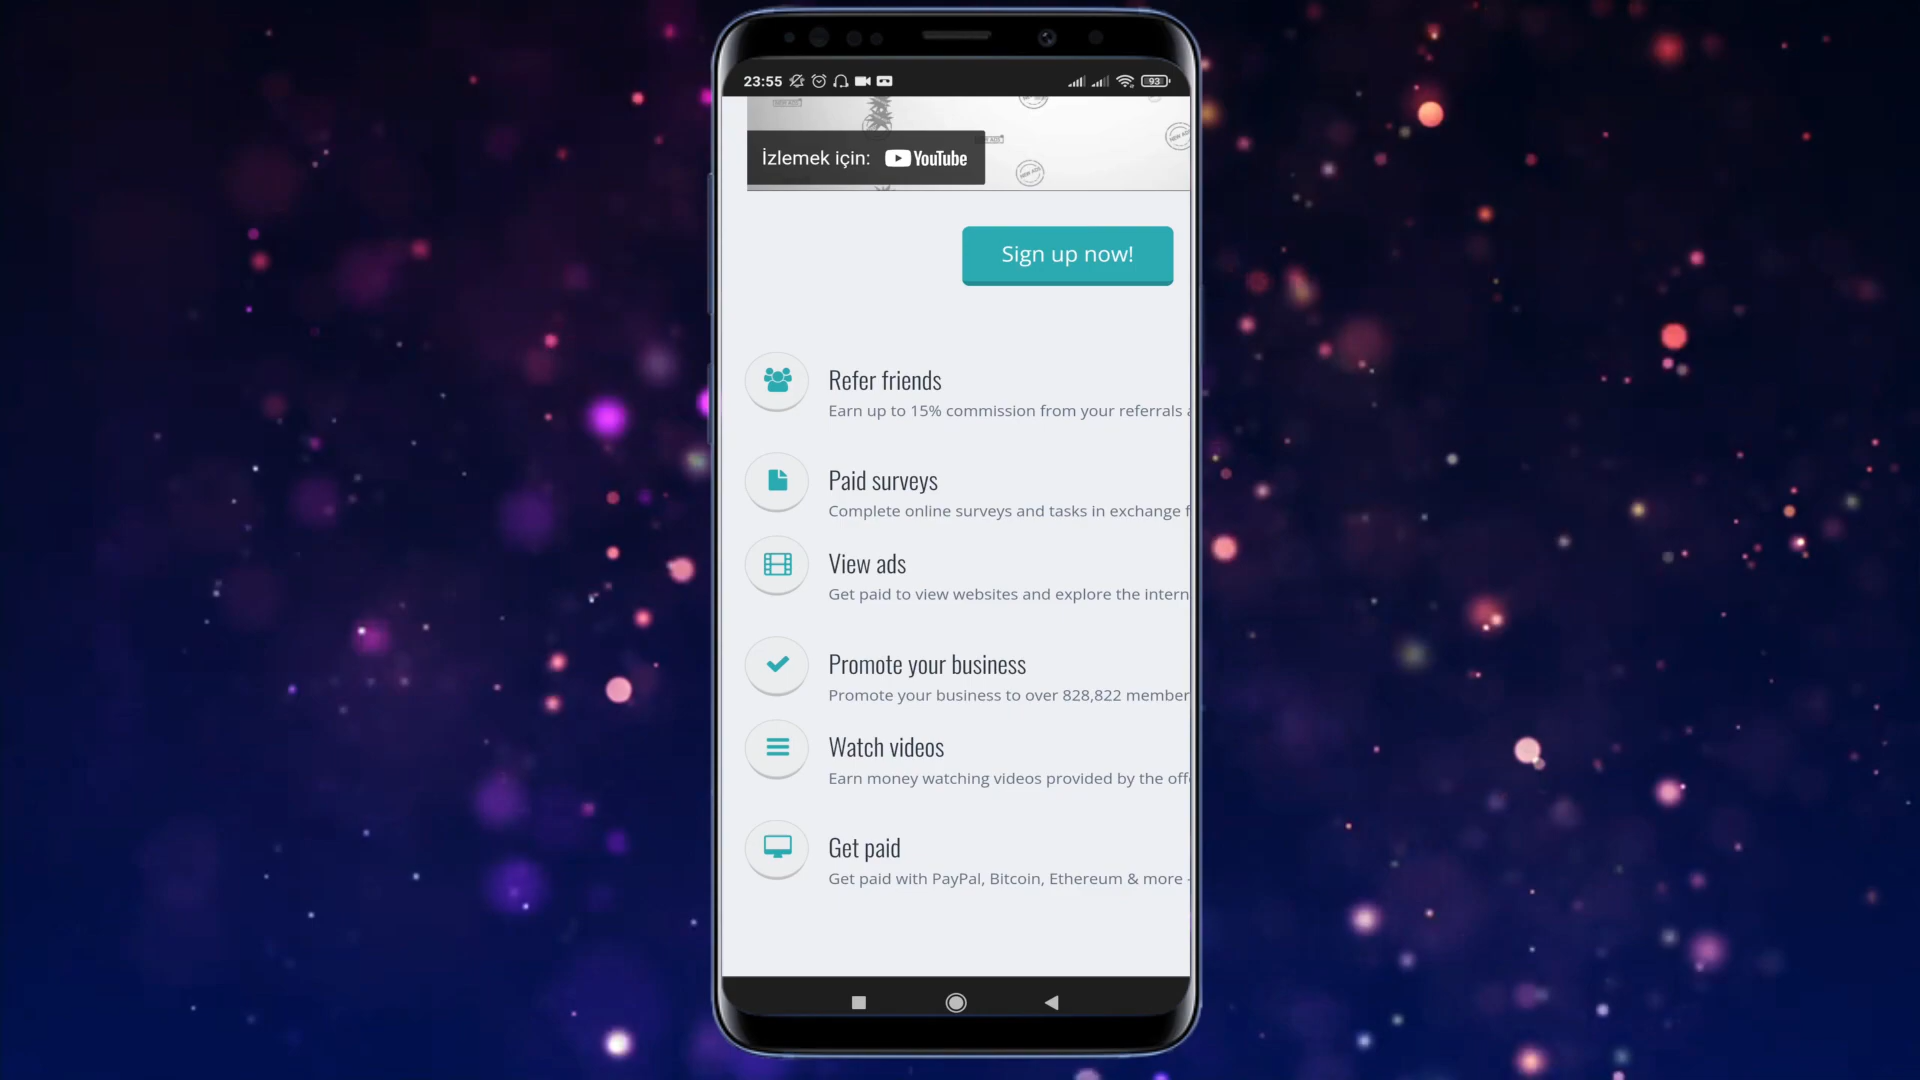 23:55
93
İzlemek için: YouTube
Sign up now!
Refer friends
Earn up to 15% commission from your referrals
Paid surveys
Complete online surveys and tasks in exchange
View ads
Get paid to view websites and explore the intern
Promote your business
Promote your business to over 828,822 member
Watch videos
Earn money watching videos provided by the off
Get paid
Get paid with PayPal, Bitcoin, Ethereum & more -